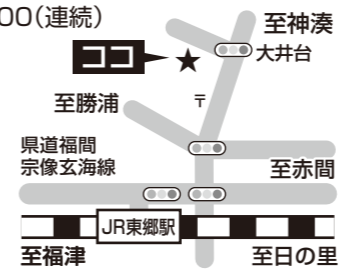 00(連続)
至神湊
ココ
大井台
至勝浦
〒
県道福間
宗像玄海線
至赤間
JR東郷駅
至福津
至日の里